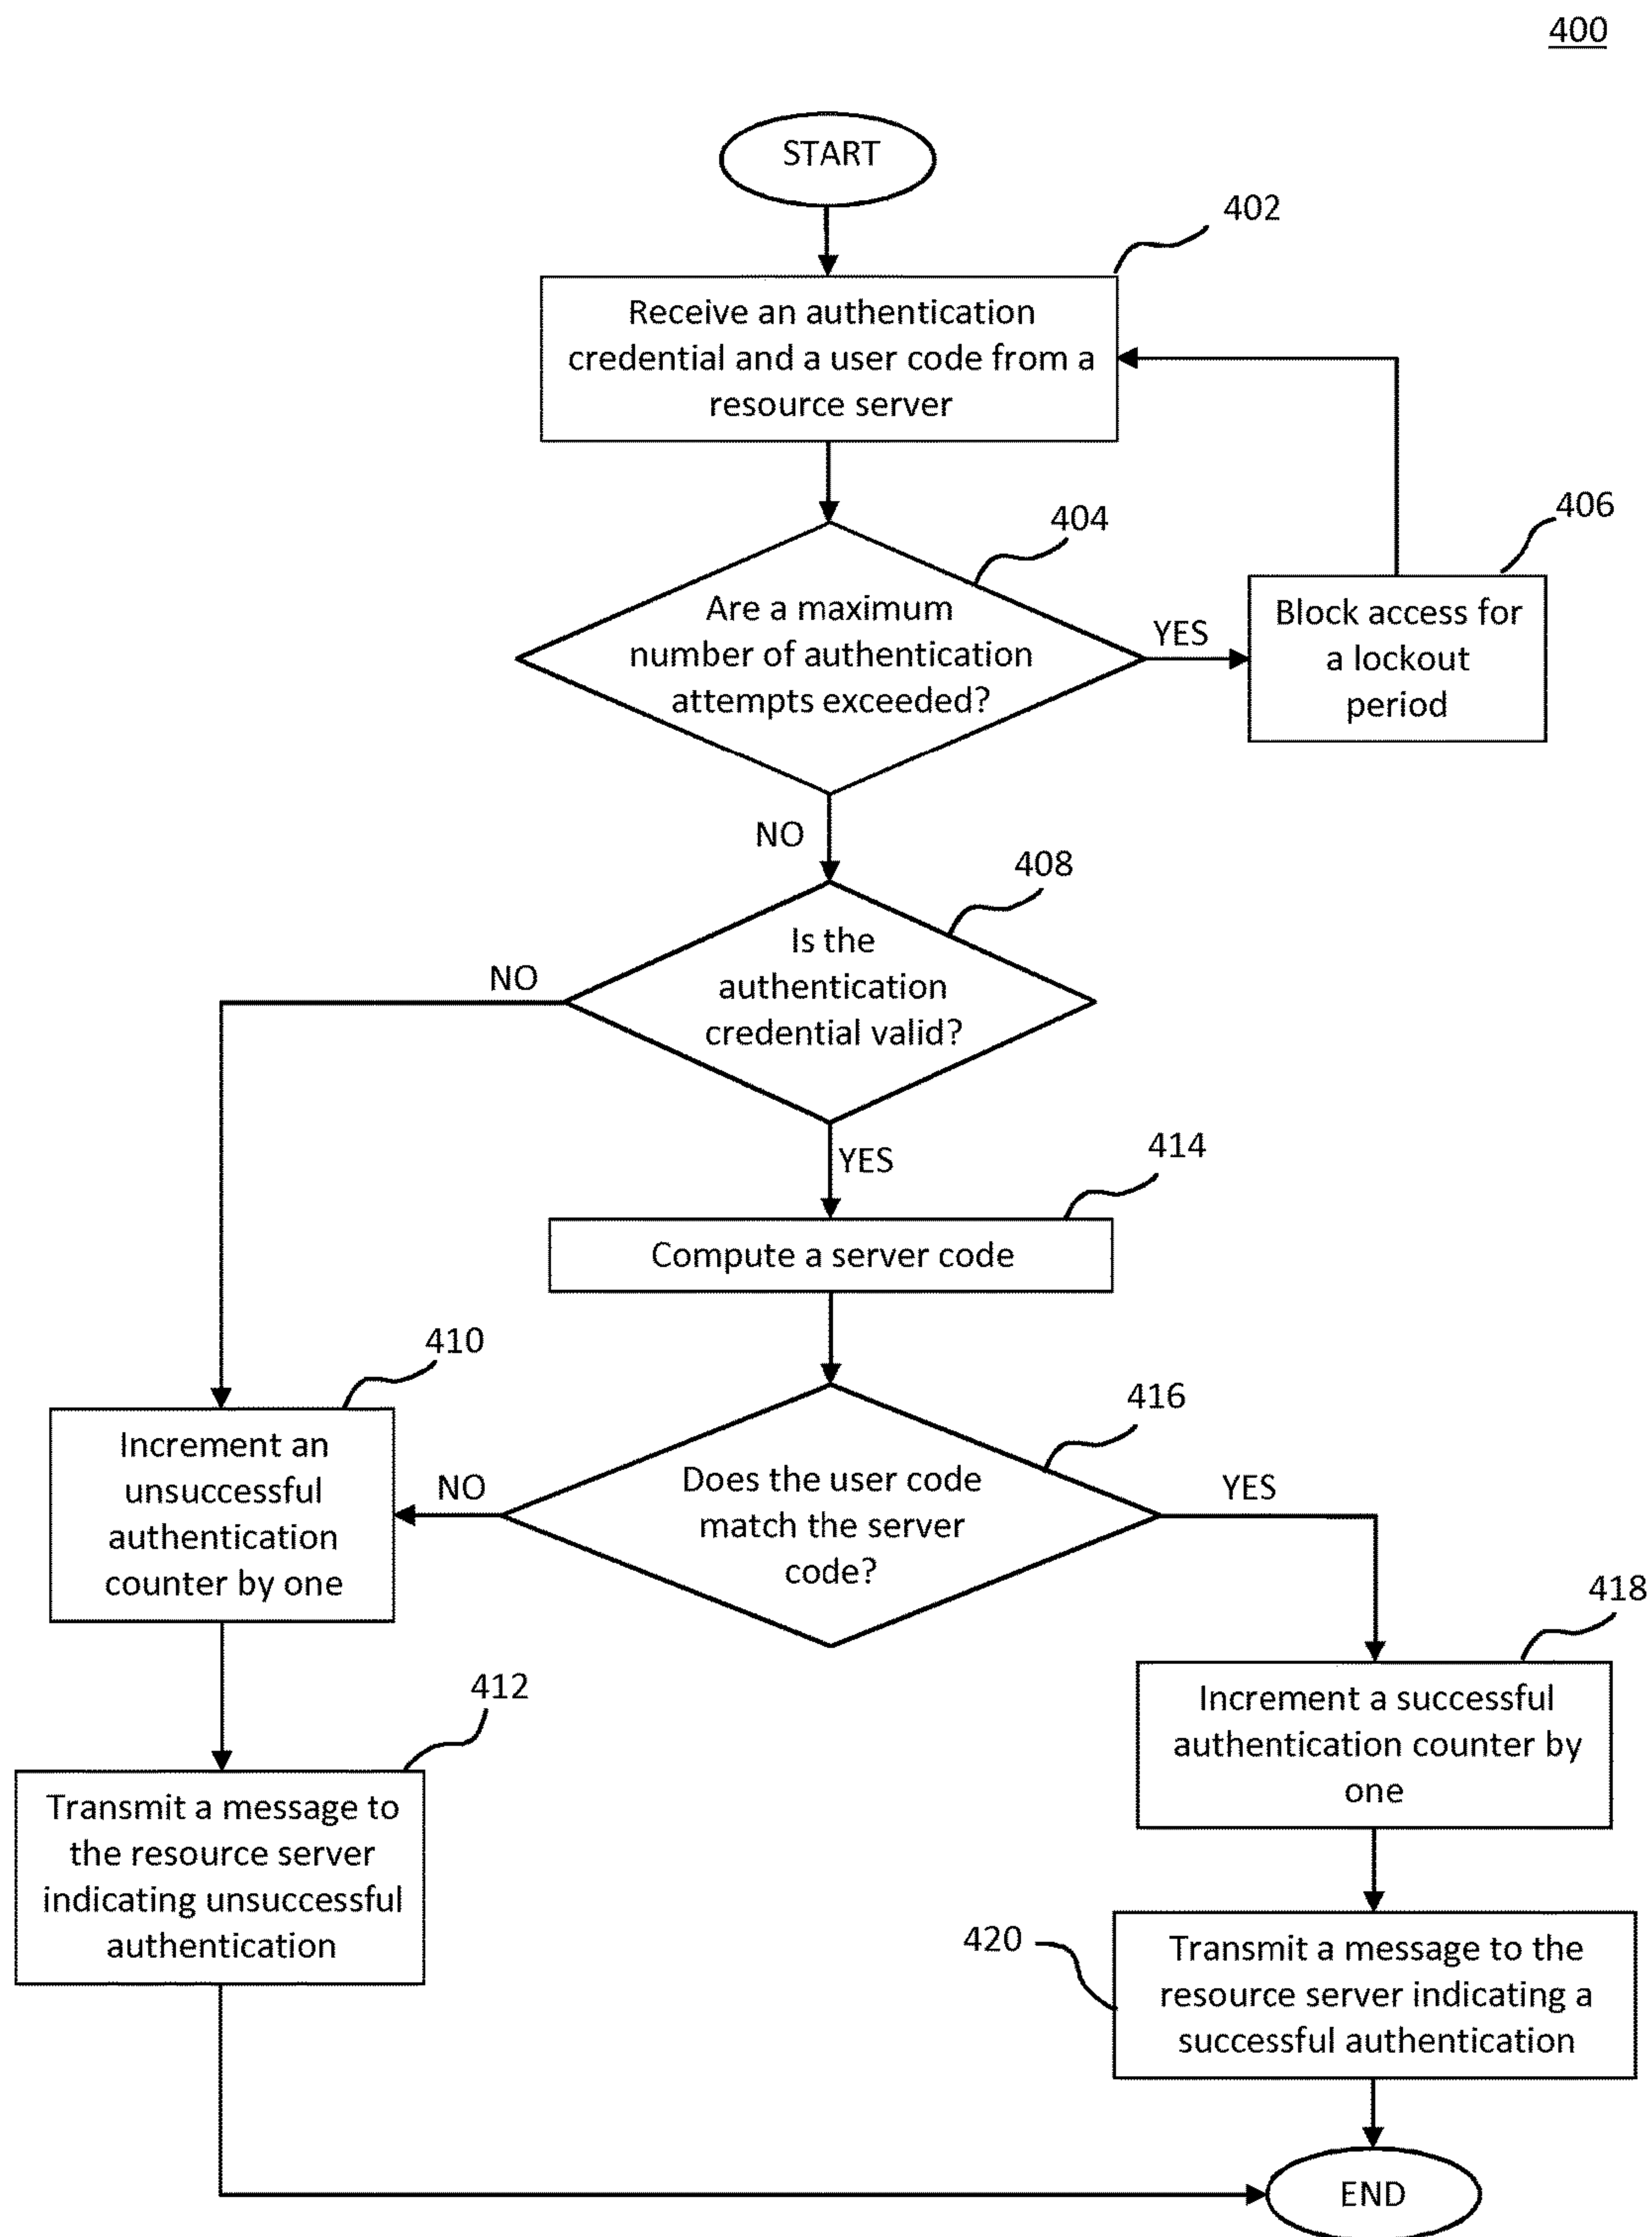 400
START
402
Receive an authentication
credential and a user code from a
resource server
404
Are a maximum
number of authentication
attempts exceeded?
YES
406
Block access for
a lockout
period
NO
408
Is the
authentication
credential valid?
NO
YES
414
Compute a server code
410
Increment an
unsuccessful
authentication
counter by one
NO
416
Does the user code
match the server
code?
YES
418
Increment a successful
authentication counter by
one
412
Transmit a message to
the resource server
indicating unsuccessful
authentication
420
Transmit a message to the
resource server indicating a
successful authentication
END